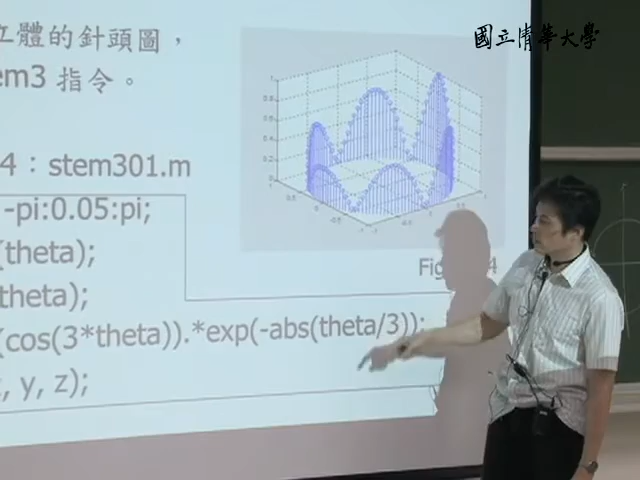 國立清華大學
立體的針頭圖，
em3 指令。
4：stem301.m
-pi:0.05:pi;
(theta);
theta);
(cos(3*theta)).*exp(-abs(theta/3));
, y, z);